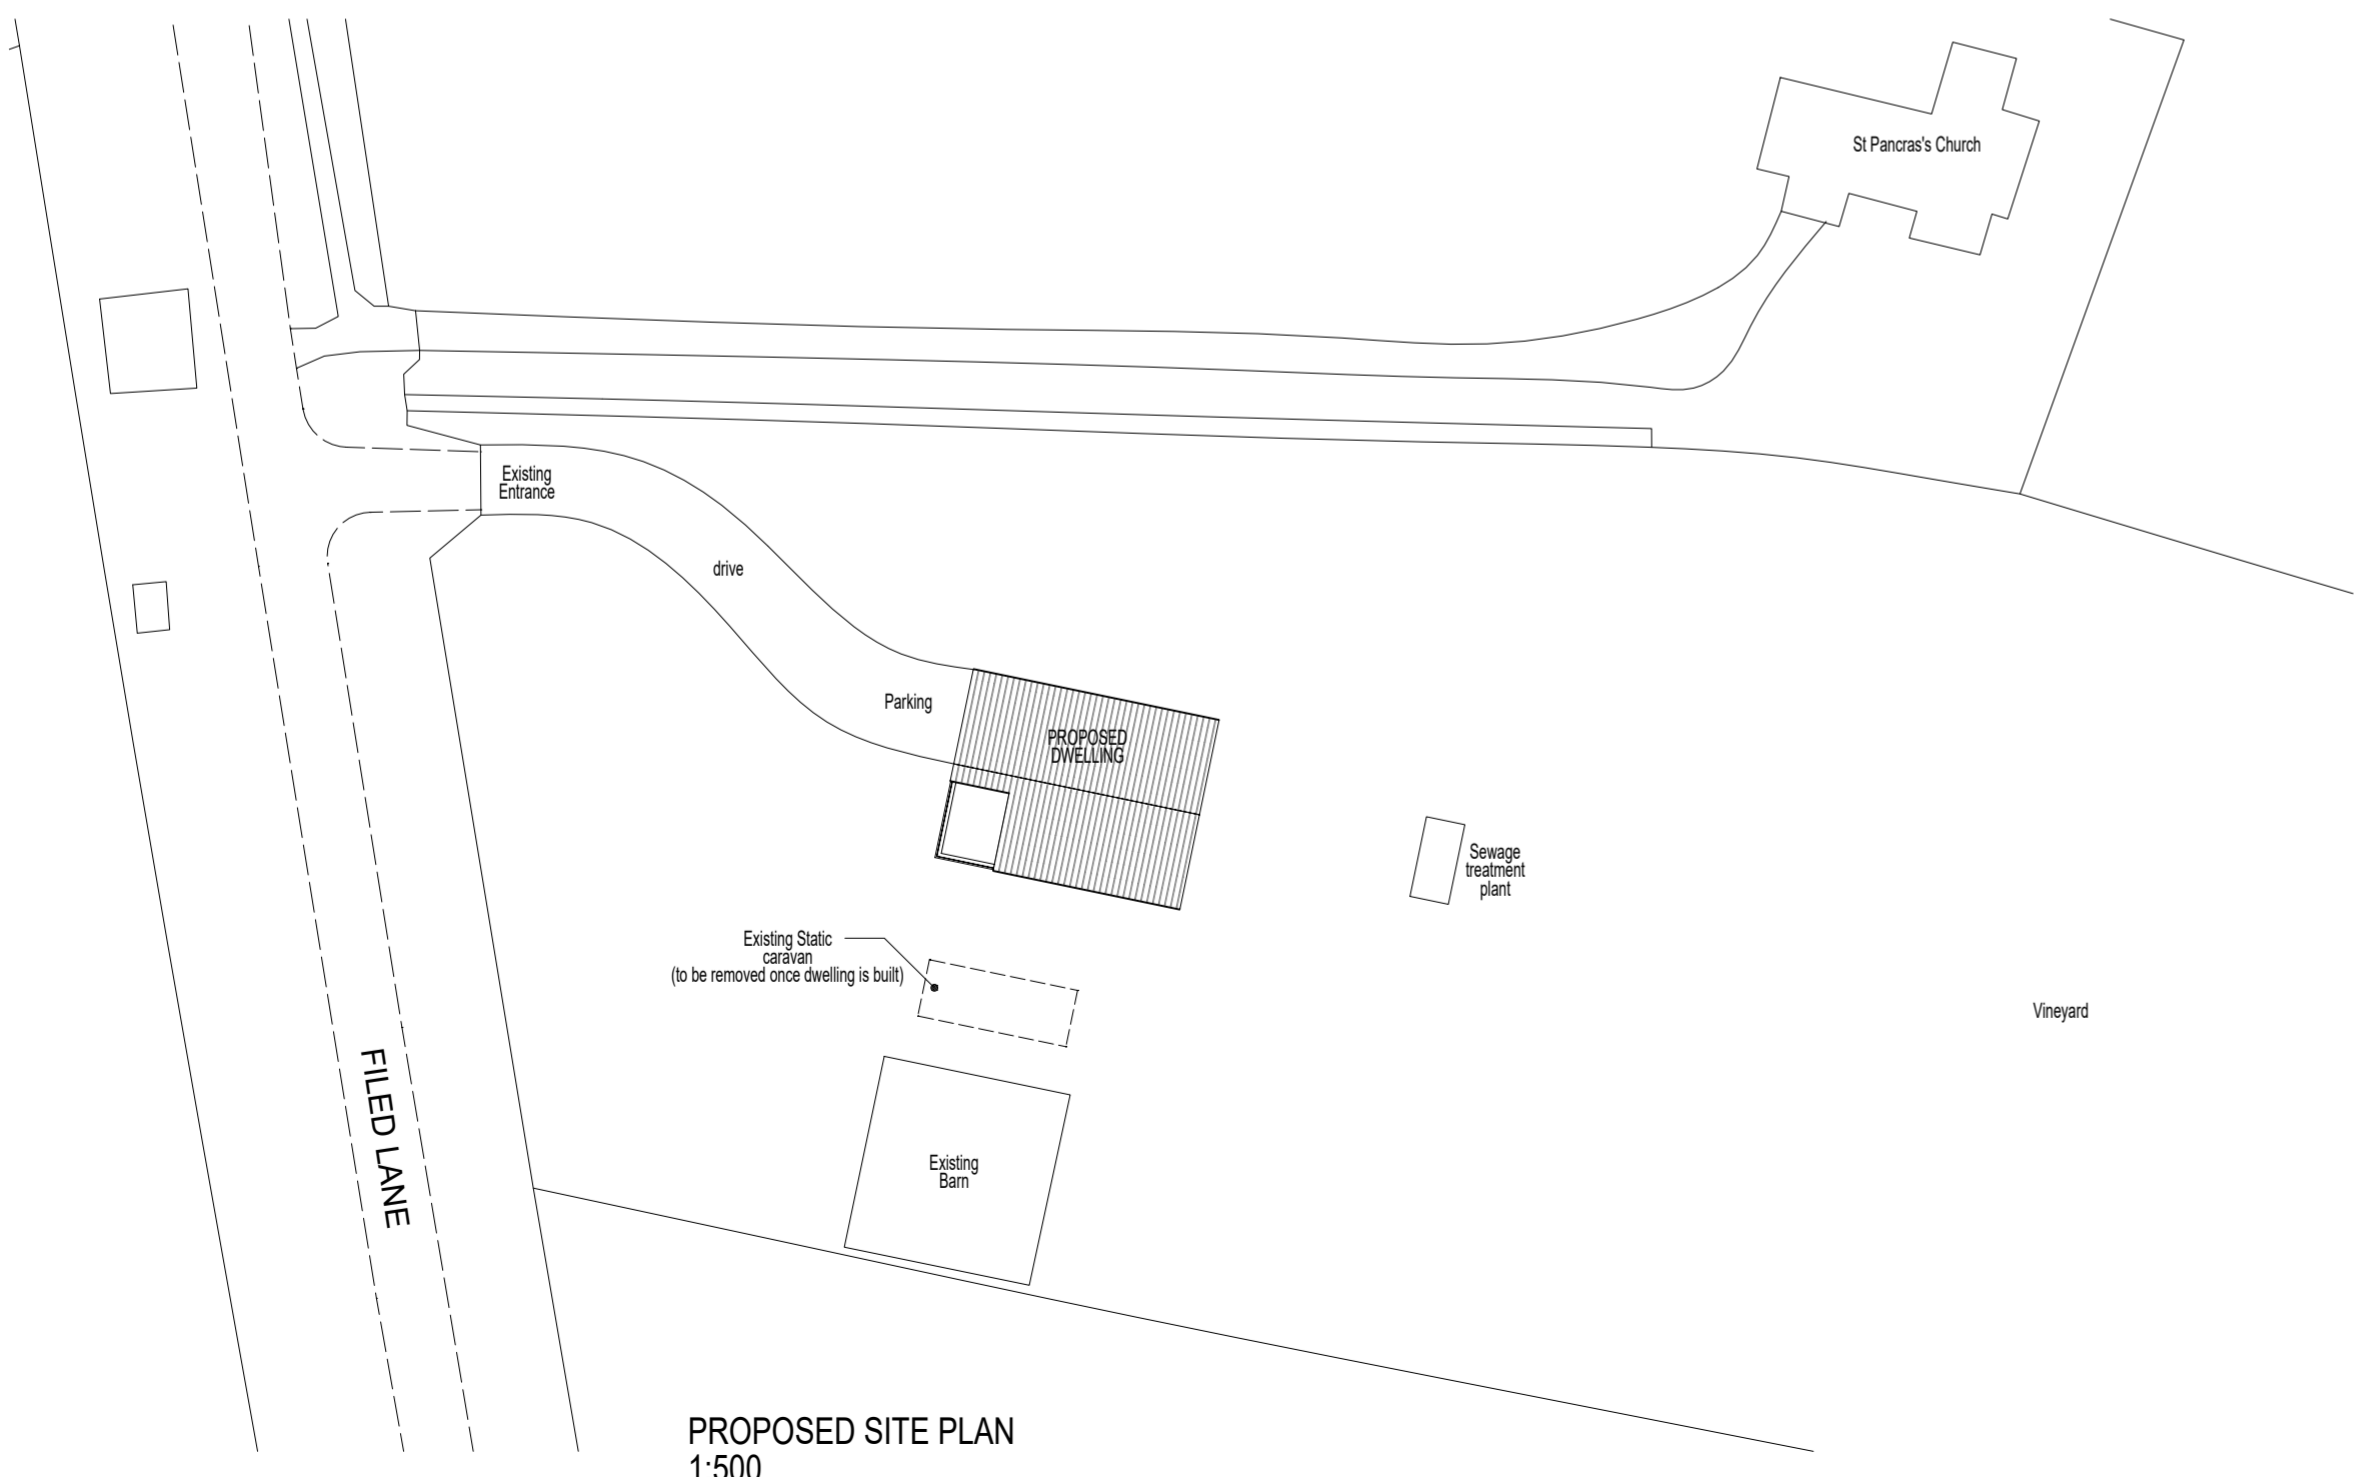 St Pancras's Church
Existing
Entrance
drive
Parking
PROPOSED
DWELLING
Sewage
treatment
plant
Existing Static
caravan
(to be removed once dwelling is built)
Vineyard
FILED LANE
Existing
Barn
PROPOSED SITE PLAN
1:500